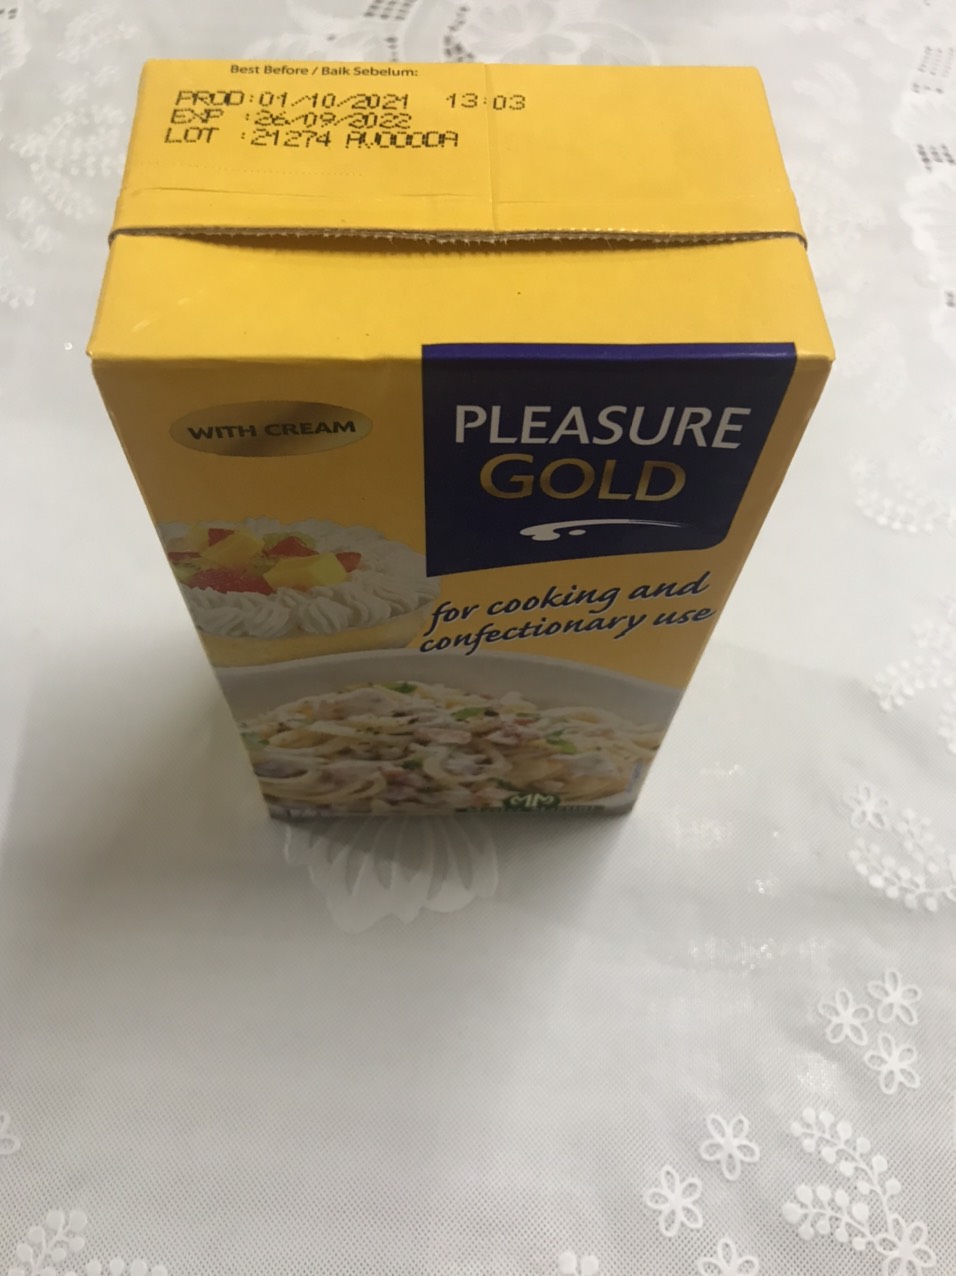 Best Before / Baik Sebelum:
PROD:01/10/2021 13:03
EXP :26/09/2022
LOT :21274 AVOOOOA
WITH CREAM
PLEASURE
GOLD
for cooking and
confectionary use